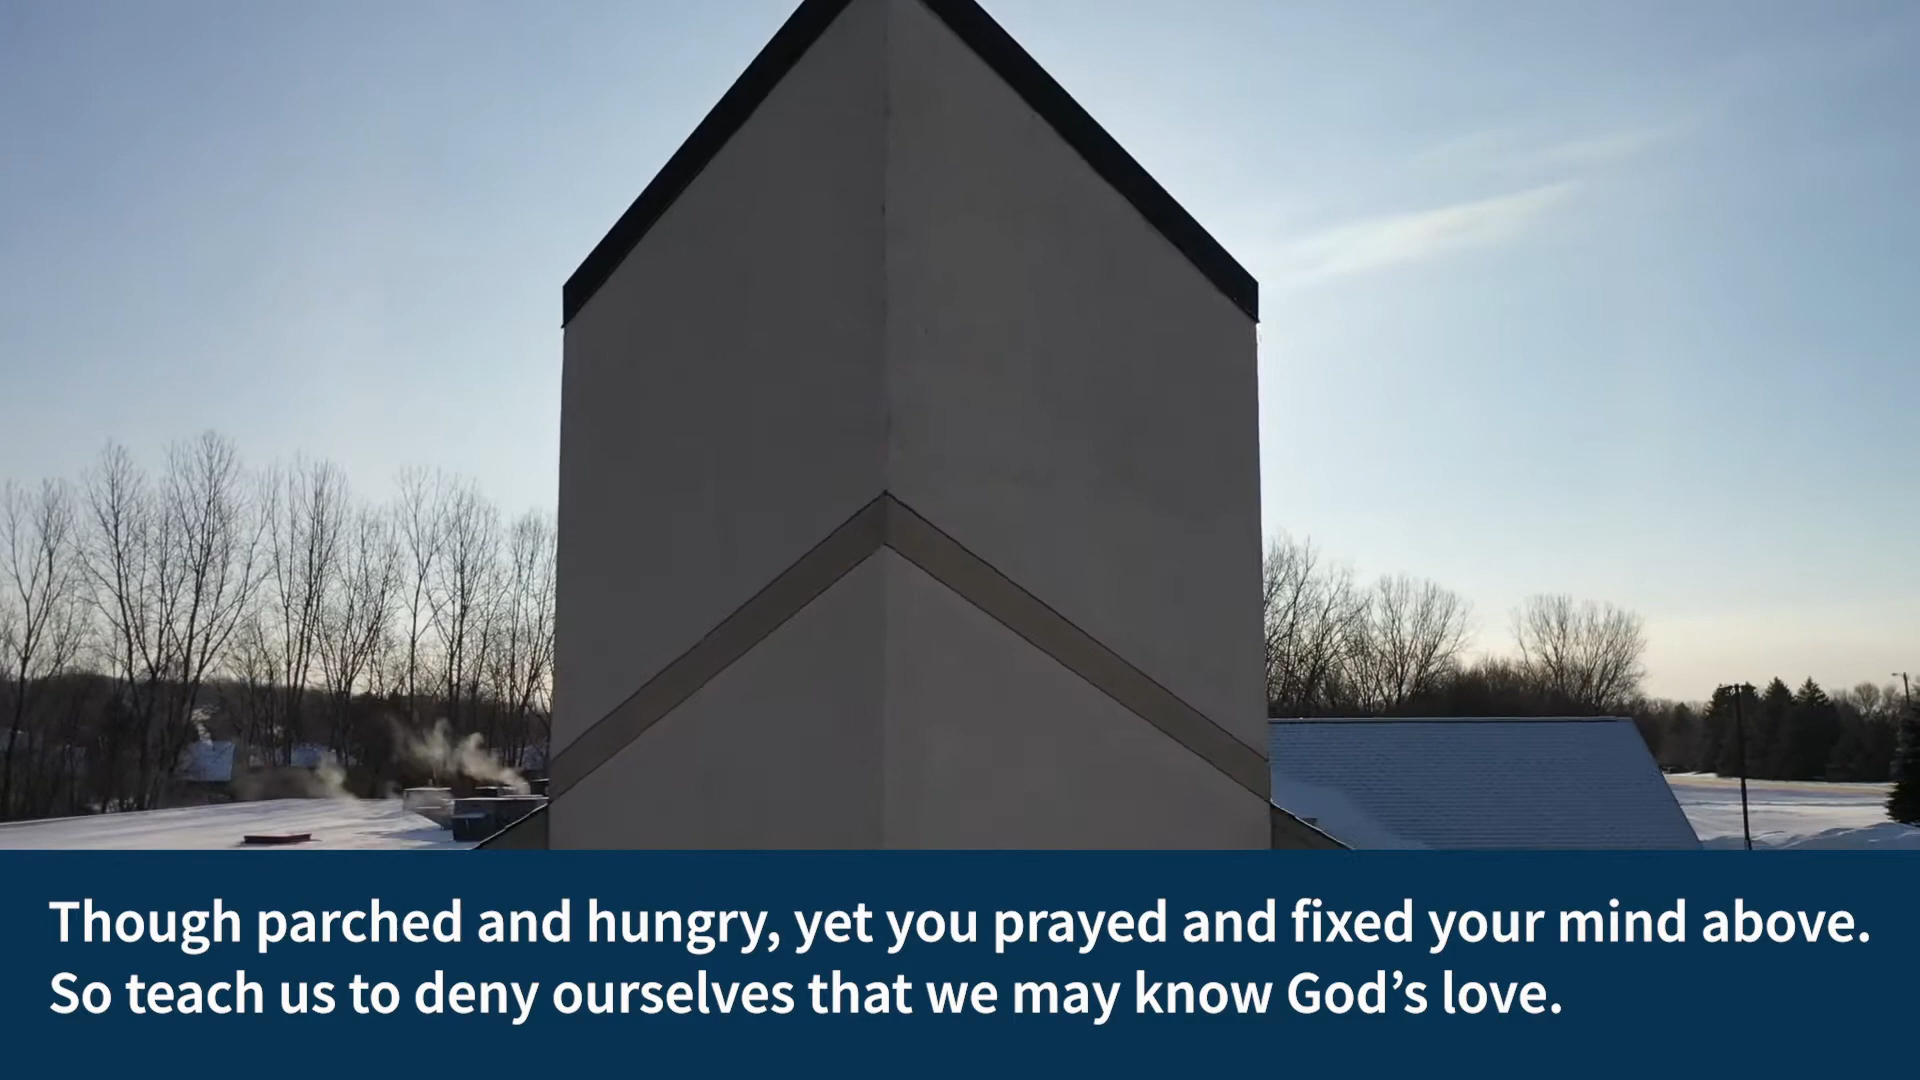 Though parched and hungry, yet you prayed and fixed your mind above.
So teach us to deny ourselves that we may know God’s love.